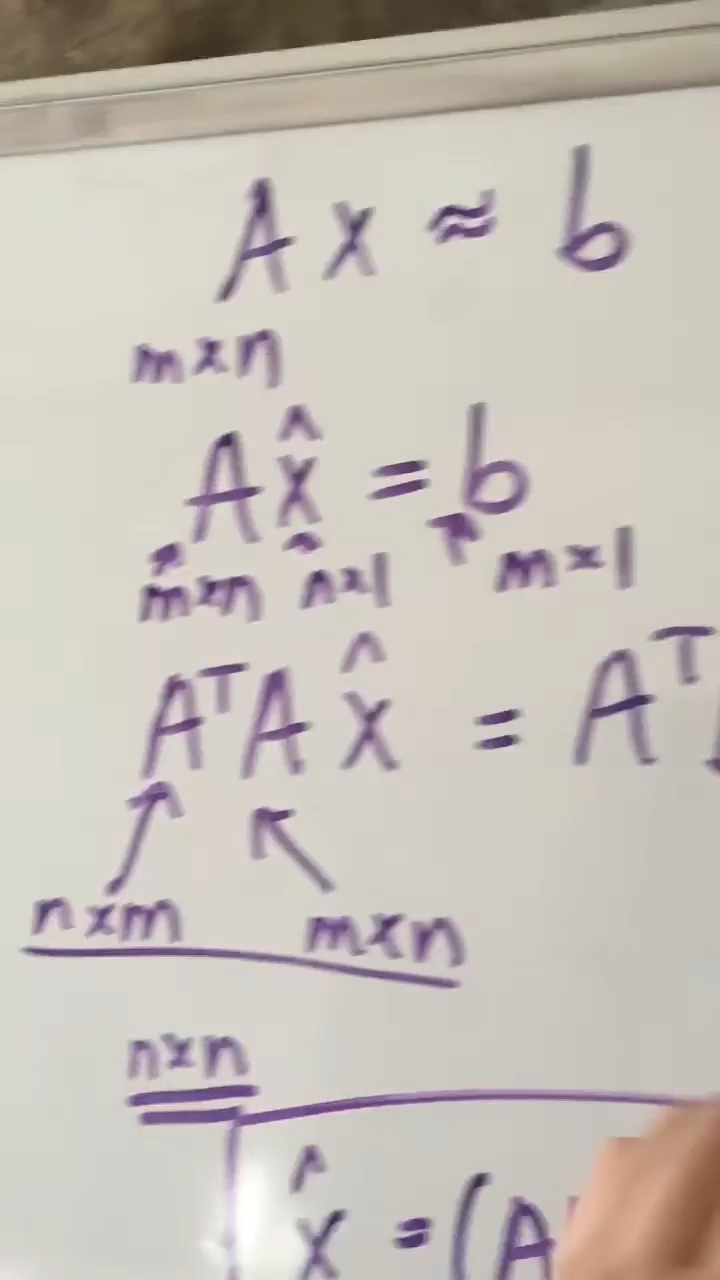 Ax ≈ b
m×n
Ax̂ = b
m×n n×1 m×1
AᵀAx̂ = Aᵀ
n×m m×n
n×n
x̂ = (A